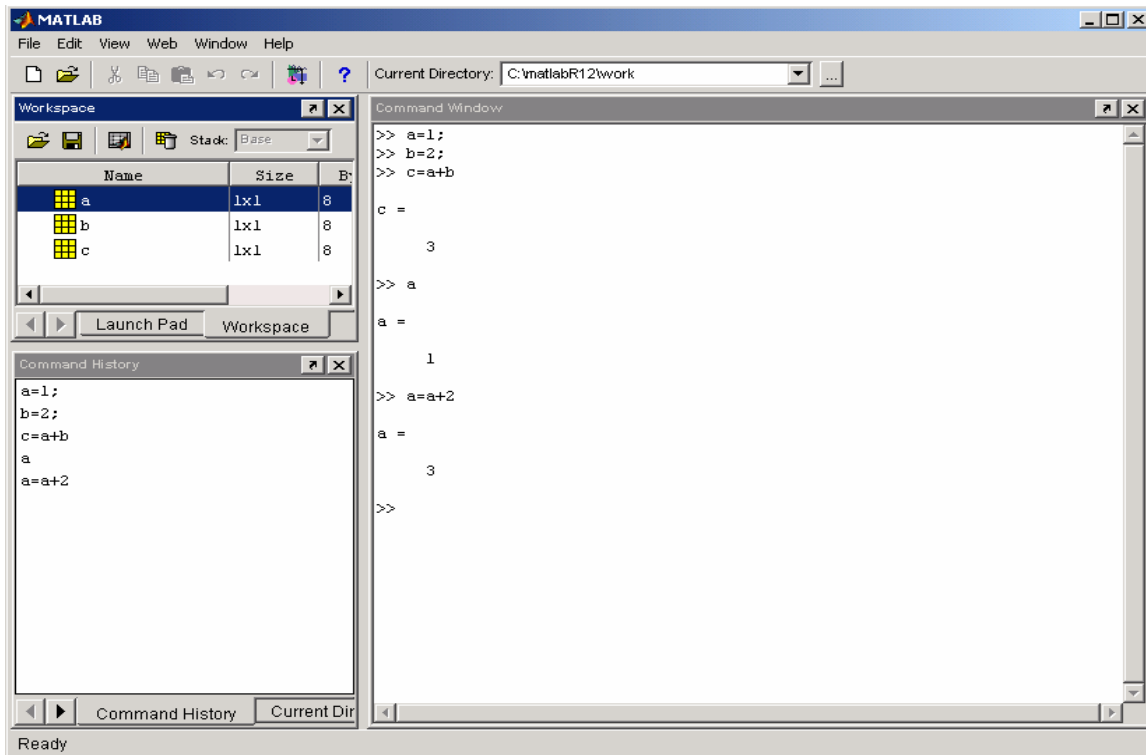 MATLAB
File Edit View Web Window Help
? Current Directory: C:\matlabR12\work ...
Workspace
Stack: Base
Name Size
a 1x1 8
b 1x1 8
c 1x1 8
Launch Pad Workspace
Command History
a=1;
b=2;
c=a+b
a
a=a+2
Command History Current Dir
Command Window
>> a=1;
>> b=2;
>> c=a+b
c =
3
>> a
a =
1
>> a=a+2
a =
3
>>
Ready